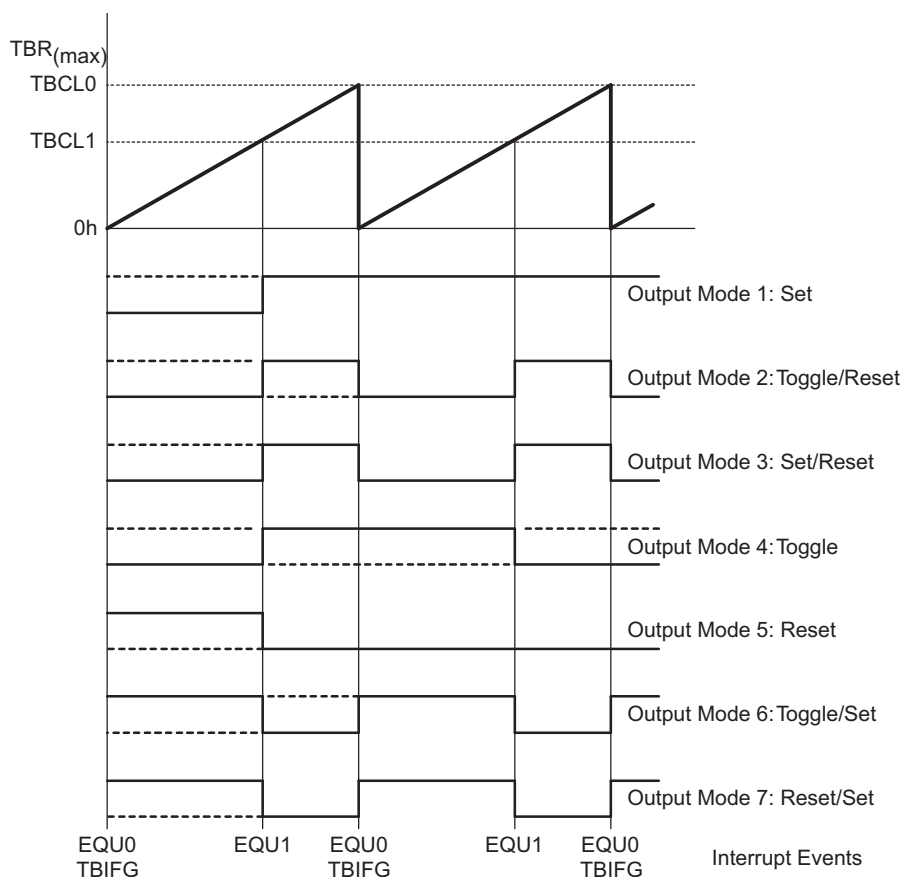 TBR(max)
TBCL0
TBCL1
0h
Output Mode 1: Set
Output Mode 2: Toggle/Reset
Output Mode 3: Set/Reset
Output Mode 4: Toggle
Output Mode 5: Reset
Output Mode 6: Toggle/Set
Output Mode 7: Reset/Set
EQU0 EQU1 EQU0 EQU1 EQU0
TBIFG TBIFG TBIFG
Interrupt Events